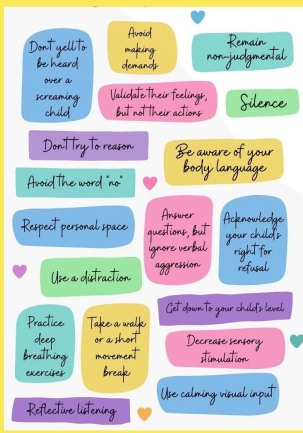 Don't yell to
be heard
over a
screaming
child
Avoid
making
demands
Remain
non-judgmental
Validate their feelings,
but not their actions
Silence
Don't try to reason
Be aware of your
body language
Avoid the word "no"
Respect personal space
Answer
questions, but
ignore verbal
aggression
Acknowledge
your child's
right for
refusal
Use a distraction
Get down to your child's level
Practice
deep
breathing
exercises
Take a walk
or a short
movement
break
Decrease sensory
stimulation
Use calming visual input
Reflective listening